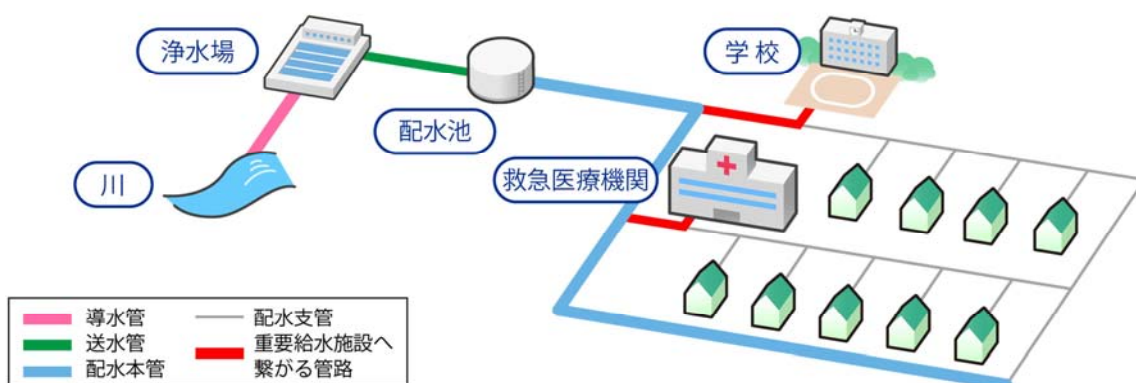 浄水場
学校
配水池
救急医療機関
川
導水管
送水管
配水本管
配水支管
重要給水施設へ
繋がる管路